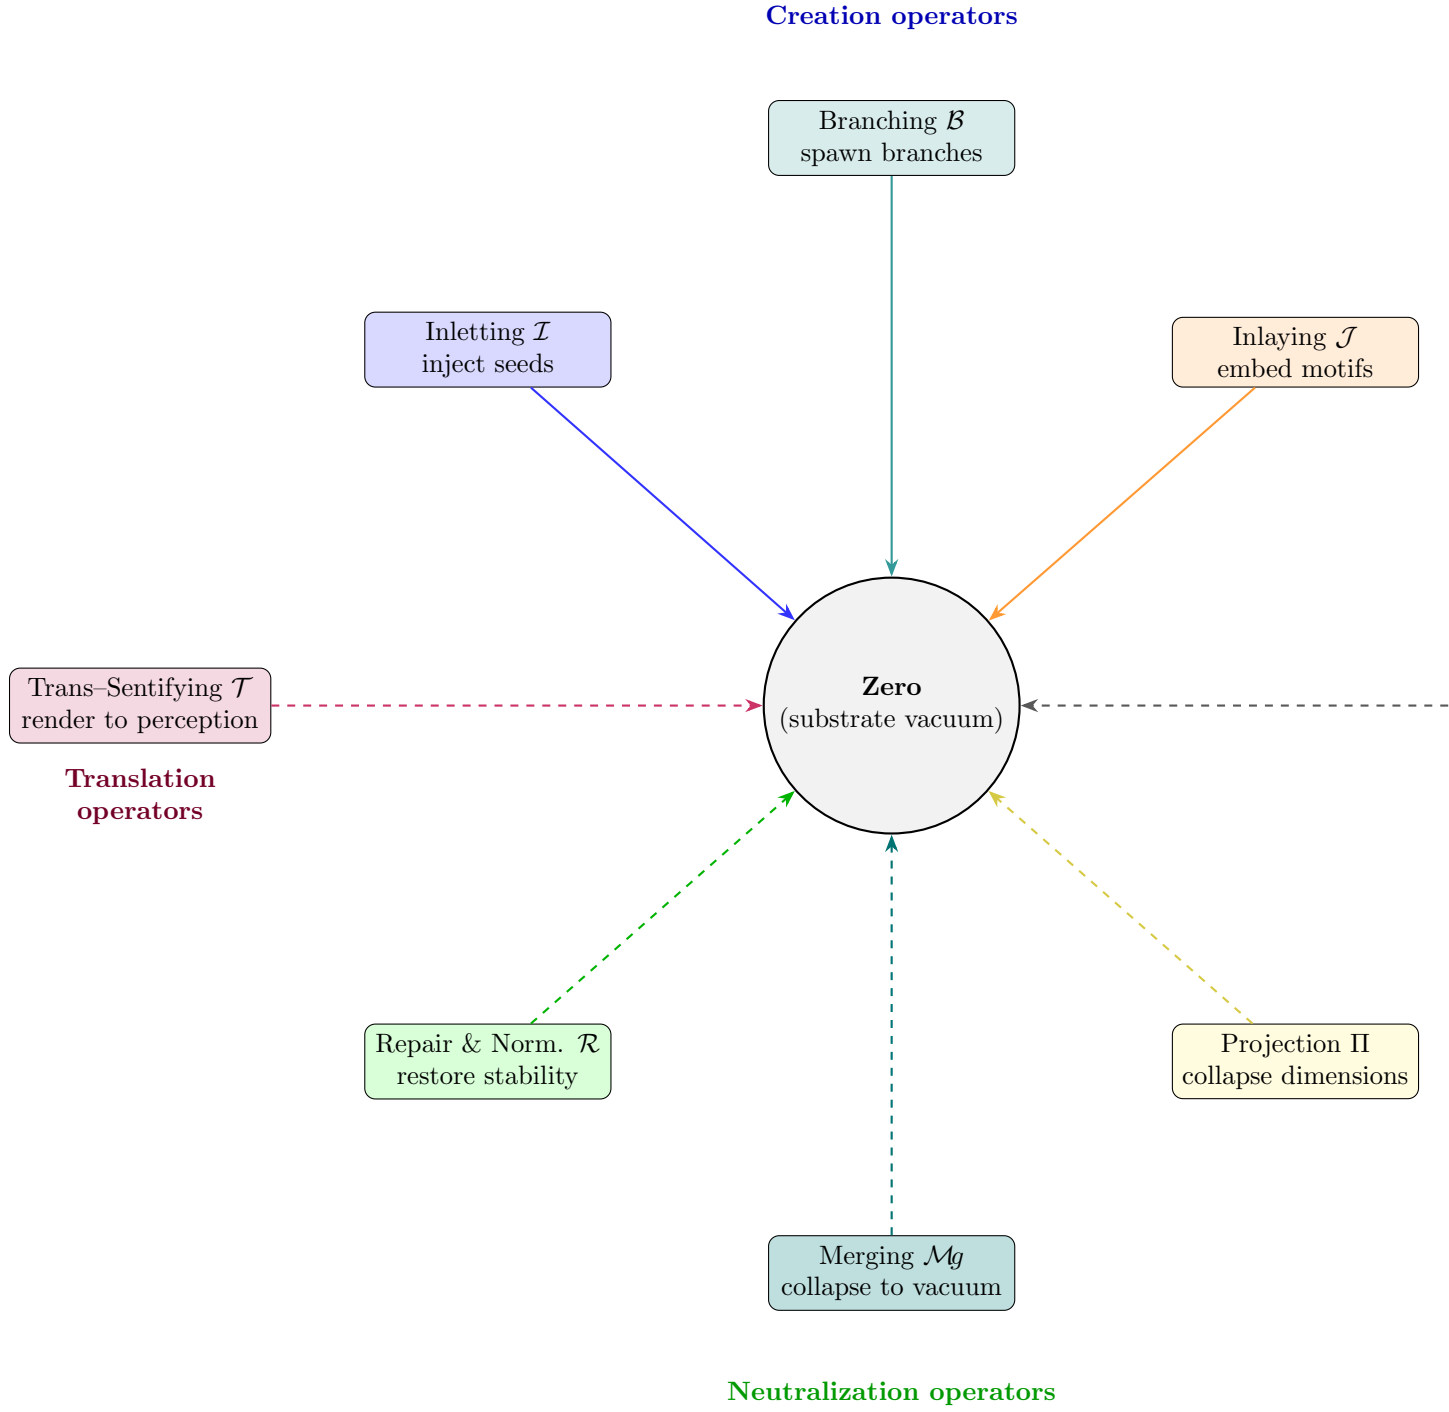 Creation operators
Branching ℬ
spawn branches
Inletting ℐ
inject seeds
Inlaying 𝒥
embed motifs
Zero
(substrate vacuum)
Trans–Sentifying 𝒯
render to perception
Translation
operators
Repair & Norm. ℛ
restore stability
Projection Π
collapse dimensions
Merging ℳg
collapse to vacuum
Neutralization operators